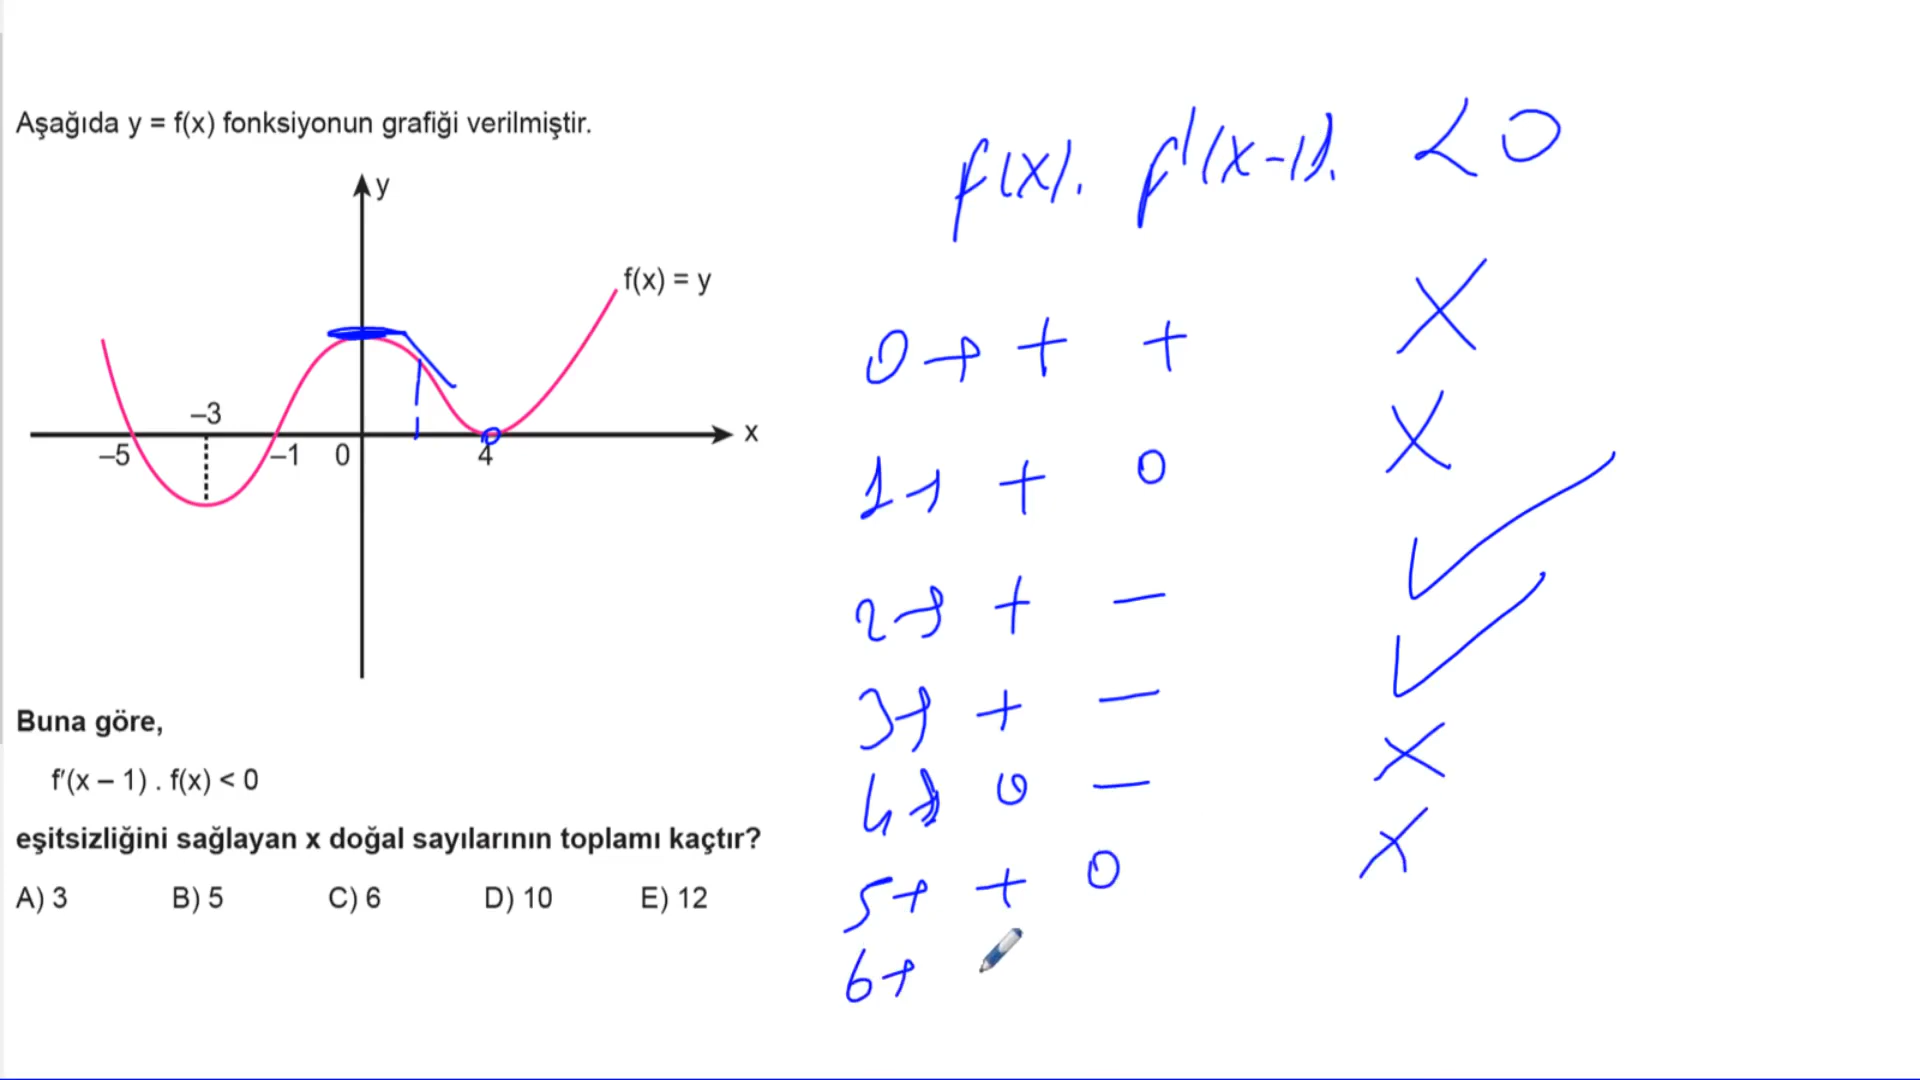 Aşağıda y = f(x) fonksiyonun grafiği verilmiştir.
y
f(x) = y
–3
x
–5
–1
0
4
Buna göre,
f'(x – 1) . f(x) < 0
eşitsizliğini sağlayan x doğal sayılarının toplamı kaçtır?
A) 3 B) 5 C) 6 D) 10 E) 12
f(x). f'(x-1). < 0
0 → + + X
1 → + 0 X
2 → + – ✓
3 → + – ✓
4 → 0 – X
5 → + 0 X
6 →